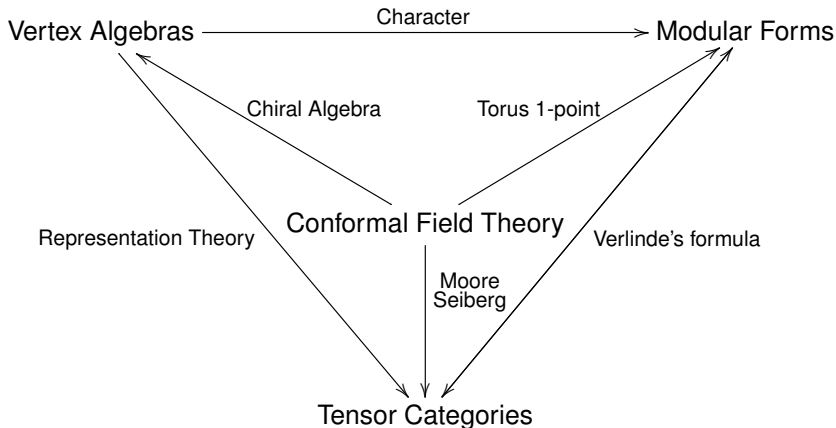 Character
Vertex Algebras
Modular Forms
Chiral Algebra
Torus 1-point
Conformal Field Theory
Representation Theory
Verlinde's formula
Moore
Seiberg
Tensor Categories